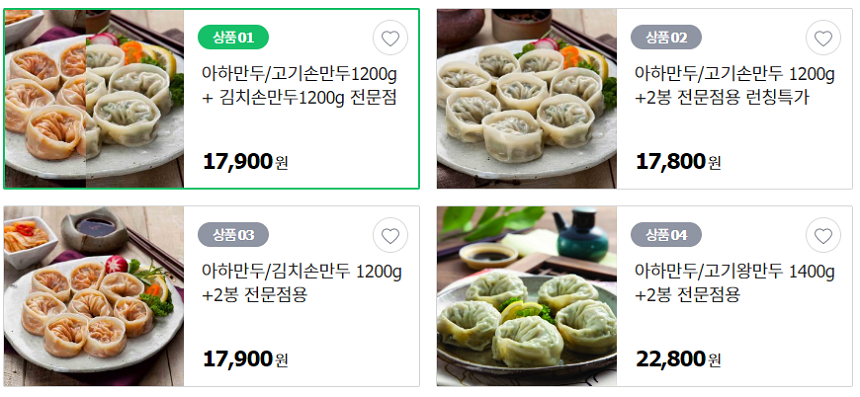 상품 01
아하만두/고기손만두1200g
+ 김치손만두1200g 전문점
17,900원
상품 02
아하만두/고기손만두 1200g
+2봉 전문점용 런칭특가
17,800원
상품 03
아하만두/김치손만두 1200g
+2봉 전문점용
17,900원
상품 04
아하만두/고기왕만두 1400g
+2봉 전문점용
22,800원